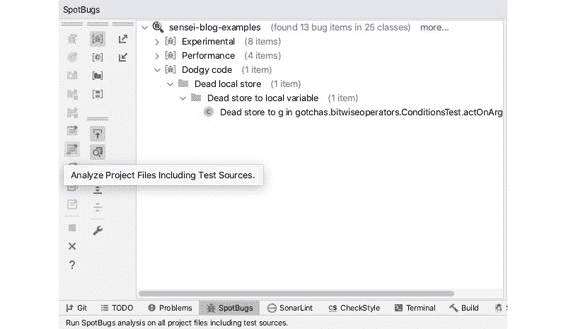 SpotBugs
sensei-blog-examples (found 13 bug items in 25 classes) more...
Experimental (8 items)
Performance (4 items)
Dodgy code (1 item)
Dead local store (1 item)
Dead store to local variable (1 item)
Dead store to g in gotchas.bitwiseoperators.ConditionsTest.actOnArg
Analyze Project Files Including Test Sources.
Git TODO Problems SpotBugs SonarLint CheckStyle Terminal Build
Run SpotBugs analysis on all project files including test sources.